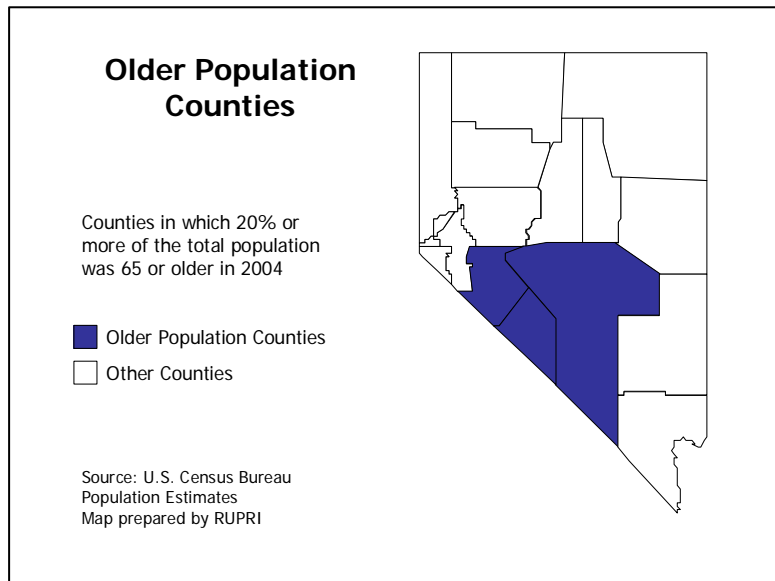 Older Population
Counties
Counties in which 20% or
more of the total population
was 65 or older in 2004
Older Population Counties
Other Counties
Source: U.S. Census Bureau
Population Estimates
Map prepared by RUPRI